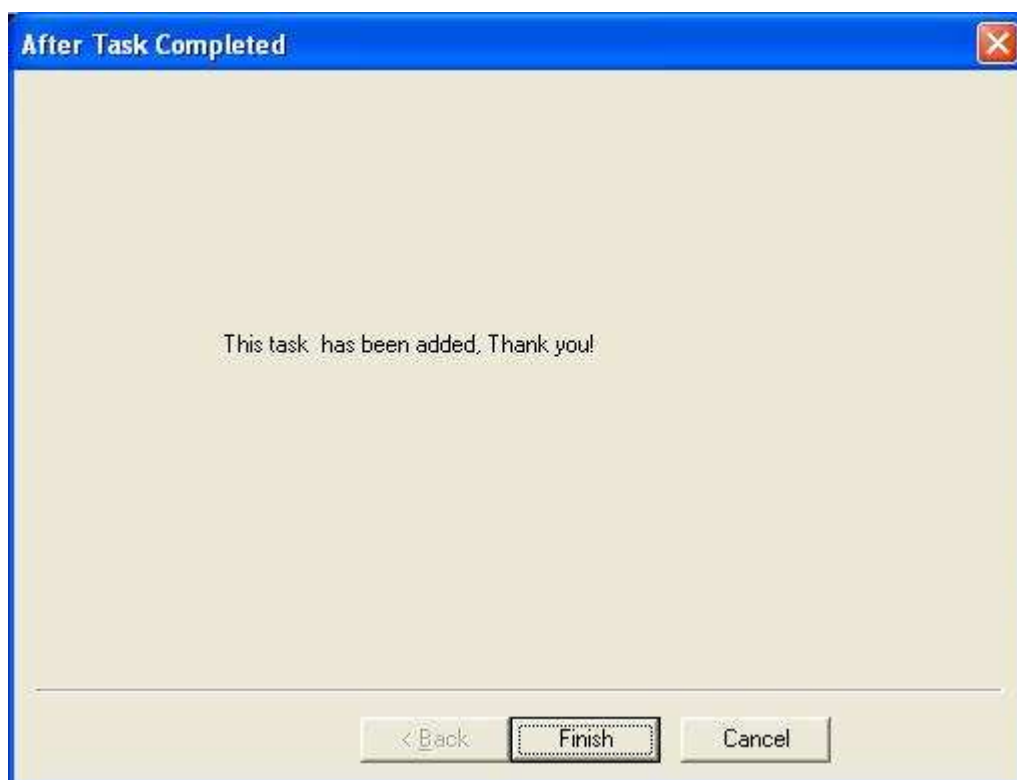 After Task Completed
This task  has been added, Thank you!
< Back
Finish
Cancel